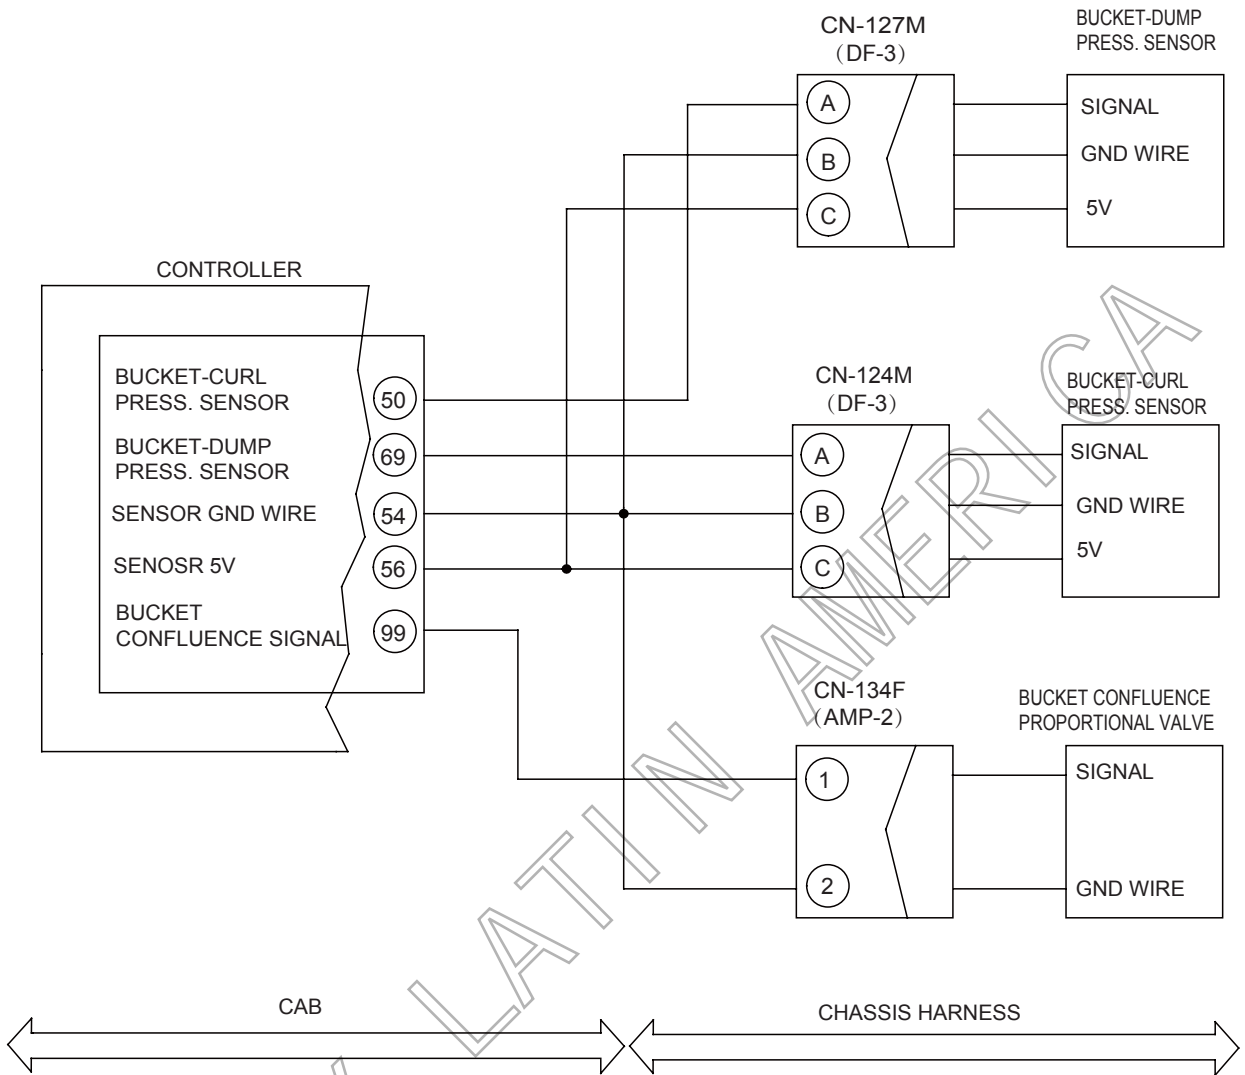 CN-127M
(DF-3)
BUCKET-DUMP
PRESS. SENSOR
A
B
C
SIGNAL
GND WIRE
5V
CONTROLLER
BUCKET-CURL
PRESS. SENSOR
50
BUCKET-DUMP
PRESS. SENSOR
69
SENSOR GND WIRE
54
SENOSR 5V
56
BUCKET
CONFLUENCE SIGNAL
99
CN-124M
(DF-3)
BUCKET-CURL
PRESS. SENSOR
A
B
C
SIGNAL
GND WIRE
5V
CN-134F
(AMP-2)
BUCKET CONFLUENCE
PROPORTIONAL VALVE
1
2
SIGNAL
GND WIRE
CAB
CHASSIS HARNESS
LATIN AMERICA